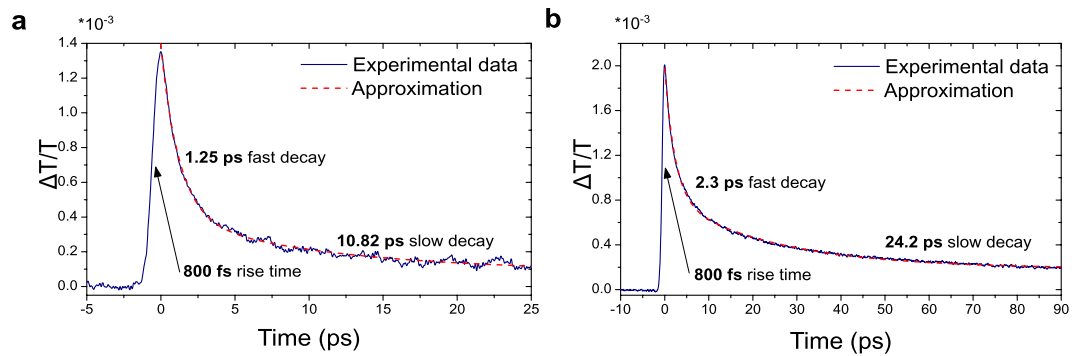 a
*10⁻³
1.4
1.2
1.0
0.8
0.6
0.4
0.2
0.0
ΔT/T
Experimental data
Approximation
1.25 ps fast decay
10.82 ps slow decay
800 fs rise time
-5 0 5 10 15 20 25
Time (ps)
b
*10⁻³
2.0
1.6
1.2
0.8
0.4
0.0
ΔT/T
Experimental data
Approximation
2.3 ps fast decay
24.2 ps slow decay
800 fs rise time
-10 0 10 20 30 40 50 60 70 80 90
Time (ps)